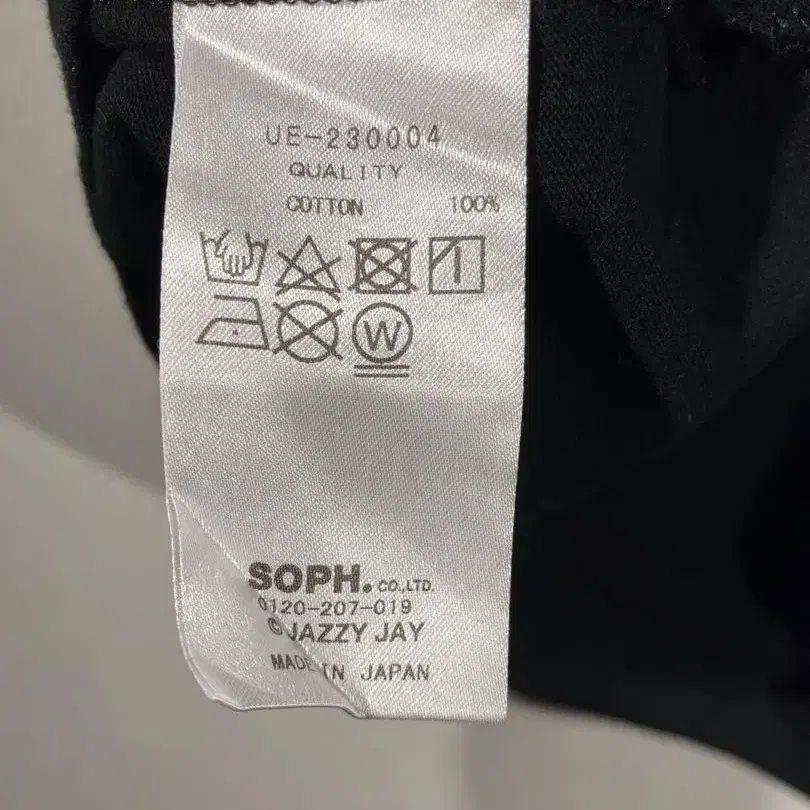 UE-230004
QUALITY
COTTON 100%
W
SOPH. CO.,LTD.
0120-207-019
©JAZZY JAY
MADE IN JAPAN